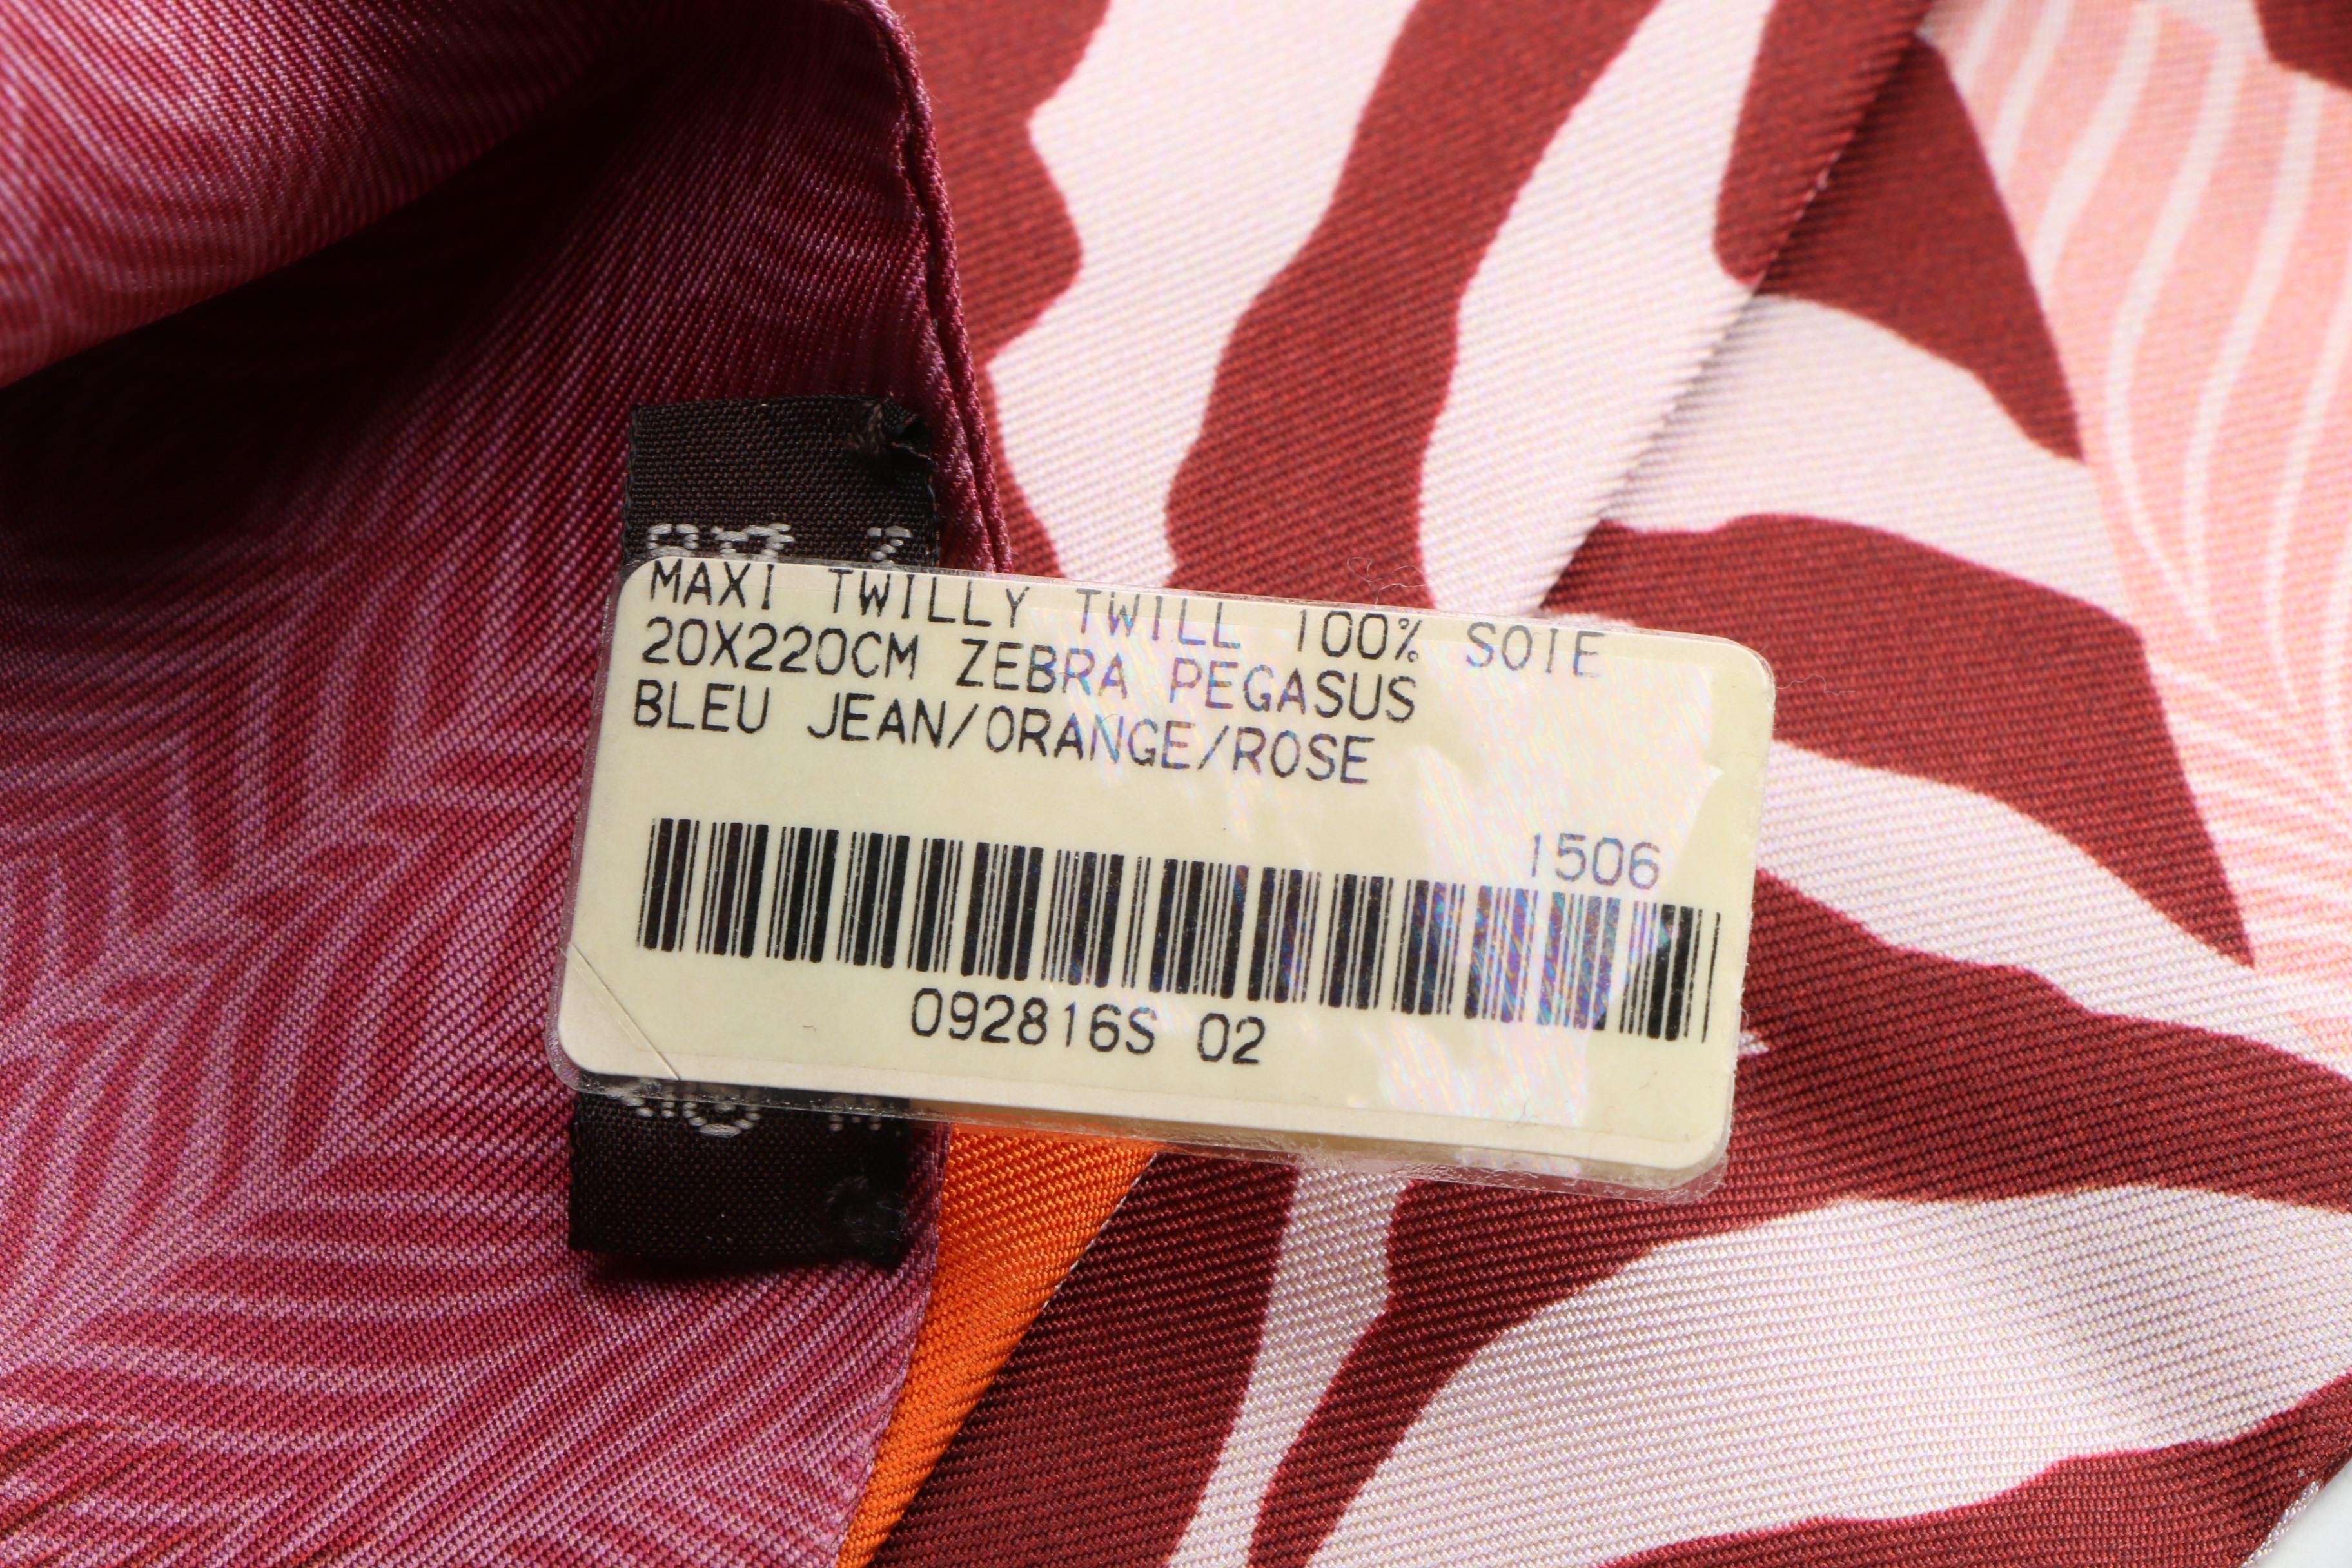 MAXI TWILLY TWILL 100% SOIE
20X220CM ZEBRA PEGASUS
BLEU JEAN/ORANGE/ROSE
1506
092816S 02